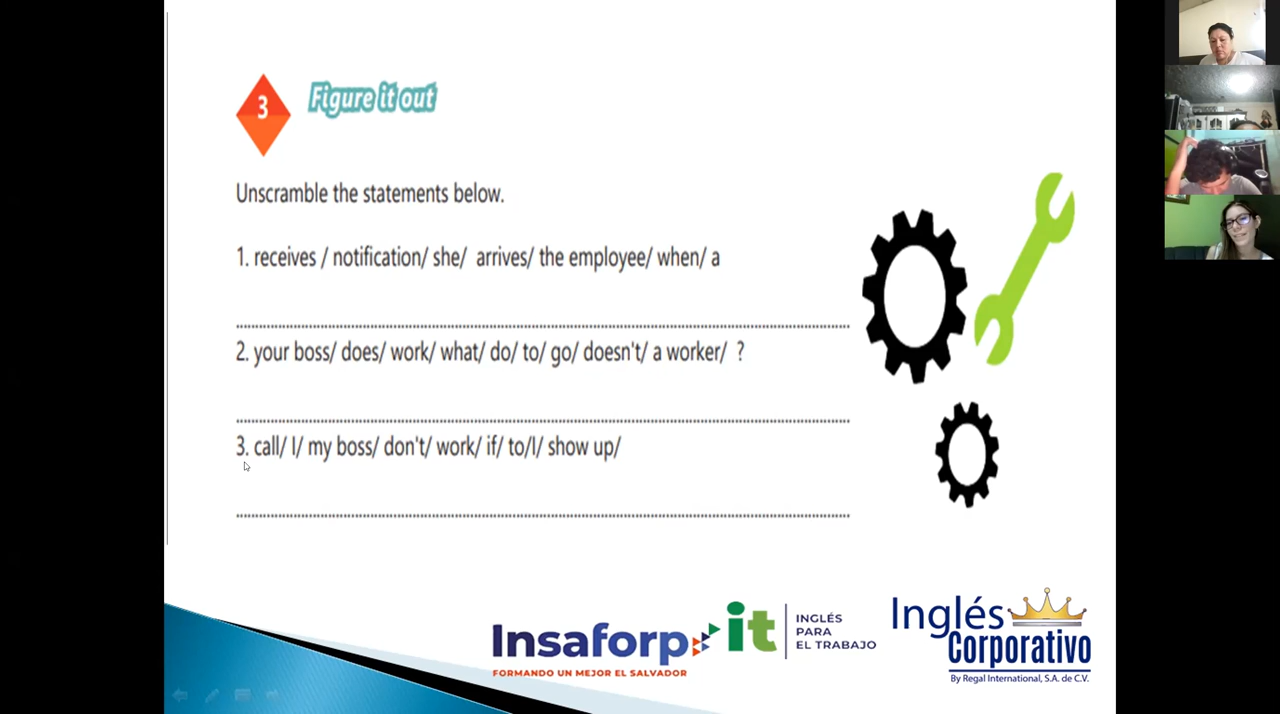 3
Figure it out
Unscramble the statements below.
1. receives / notification/ she/ arrives/ the employee/ when/ a
2. your boss/ does/ work/ what/ do/ to/ go/ doesn't/ a worker/ ?
3. call/ I/ my boss/ don't/ work/ if/ to/I/ show up/
Insaforp
FORMANDO UN MEJOR EL SALVADOR
it
INGLÉS
PARA
EL TRABAJO
Inglés
Corporativo
By Regal International, S.A. de C.V.